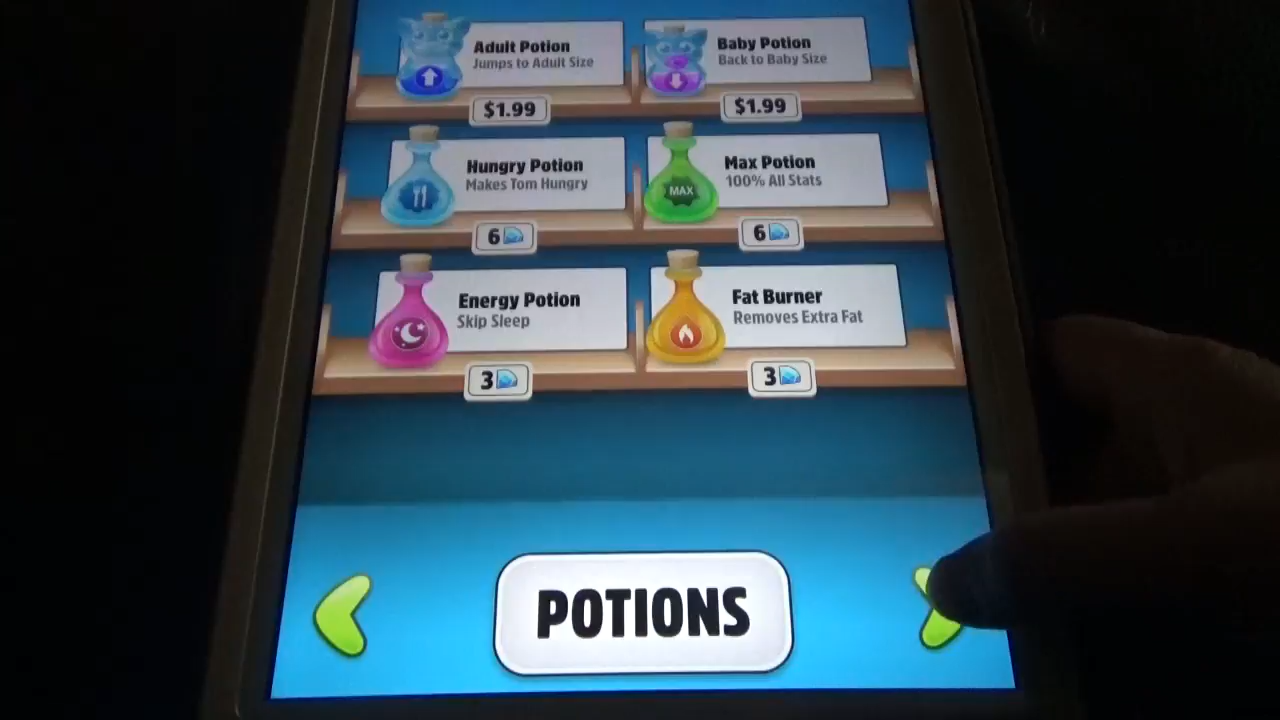 Adult Potion
Jumps to Adult Size
$1.99
Baby Potion
Back to Baby Size
$1.99
Hungry Potion
Makes Tom Hungry
6
Max Potion
100% All Stats
MAX
6
Energy Potion
Skip Sleep
3
Fat Burner
Removes Extra Fat
3
POTIONS